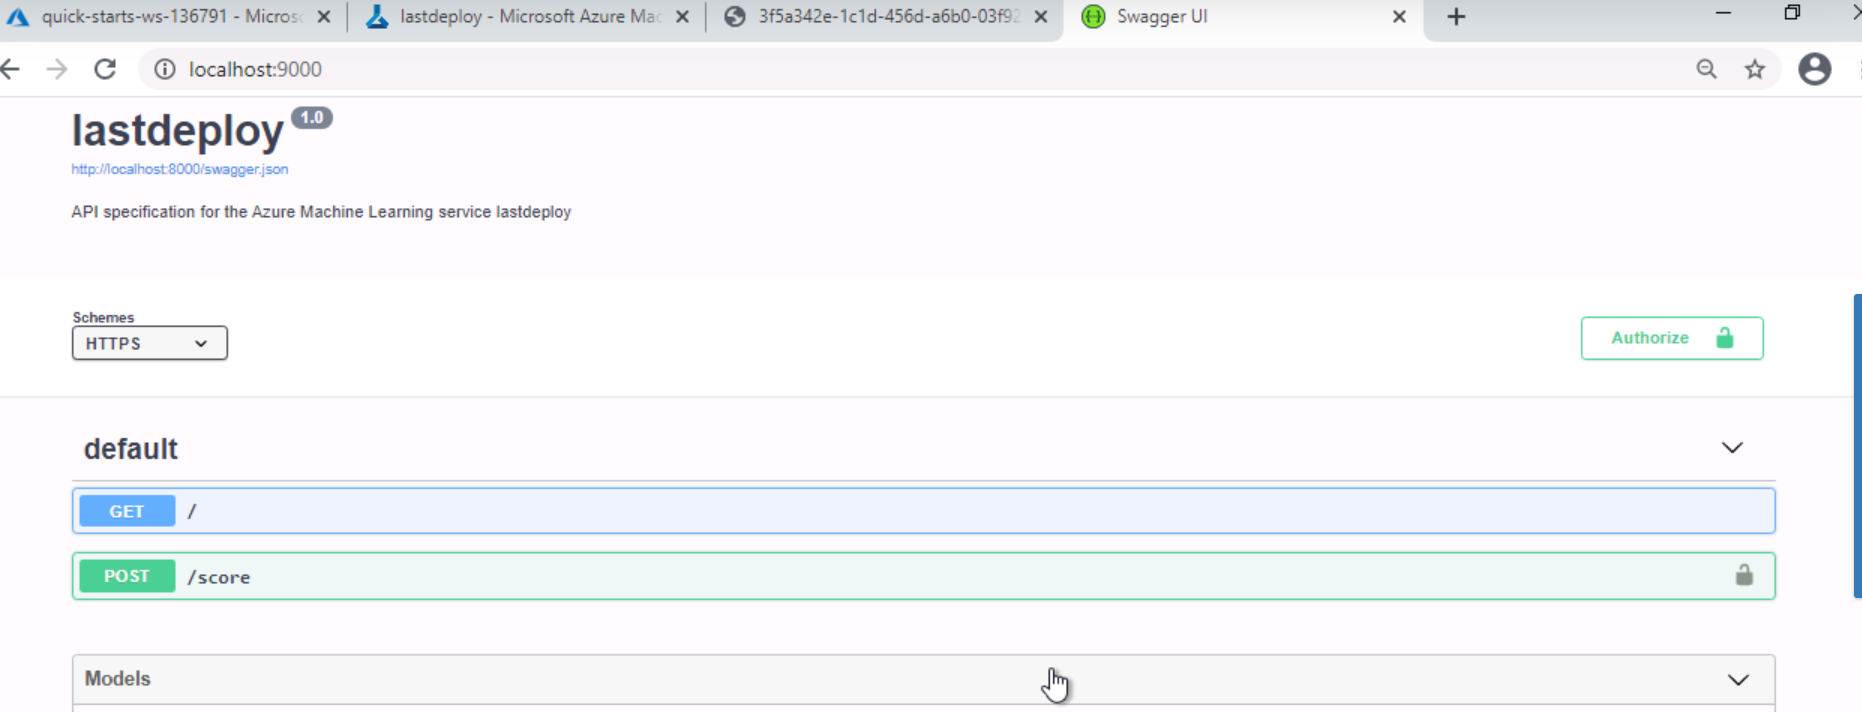 quick-starts-ws-136791 - Micros
lastdeploy - Microsoft Azure Mac
3f5a342e-1c1d-456d-a6b0-03f92
Swagger UI
localhost:9000
lastdeploy 1.0
http://localhost:8000/swagger.json
API specification for the Azure Machine Learning service lastdeploy
Schemes
HTTPS
Authorize
default
GET /
POST /score
Models